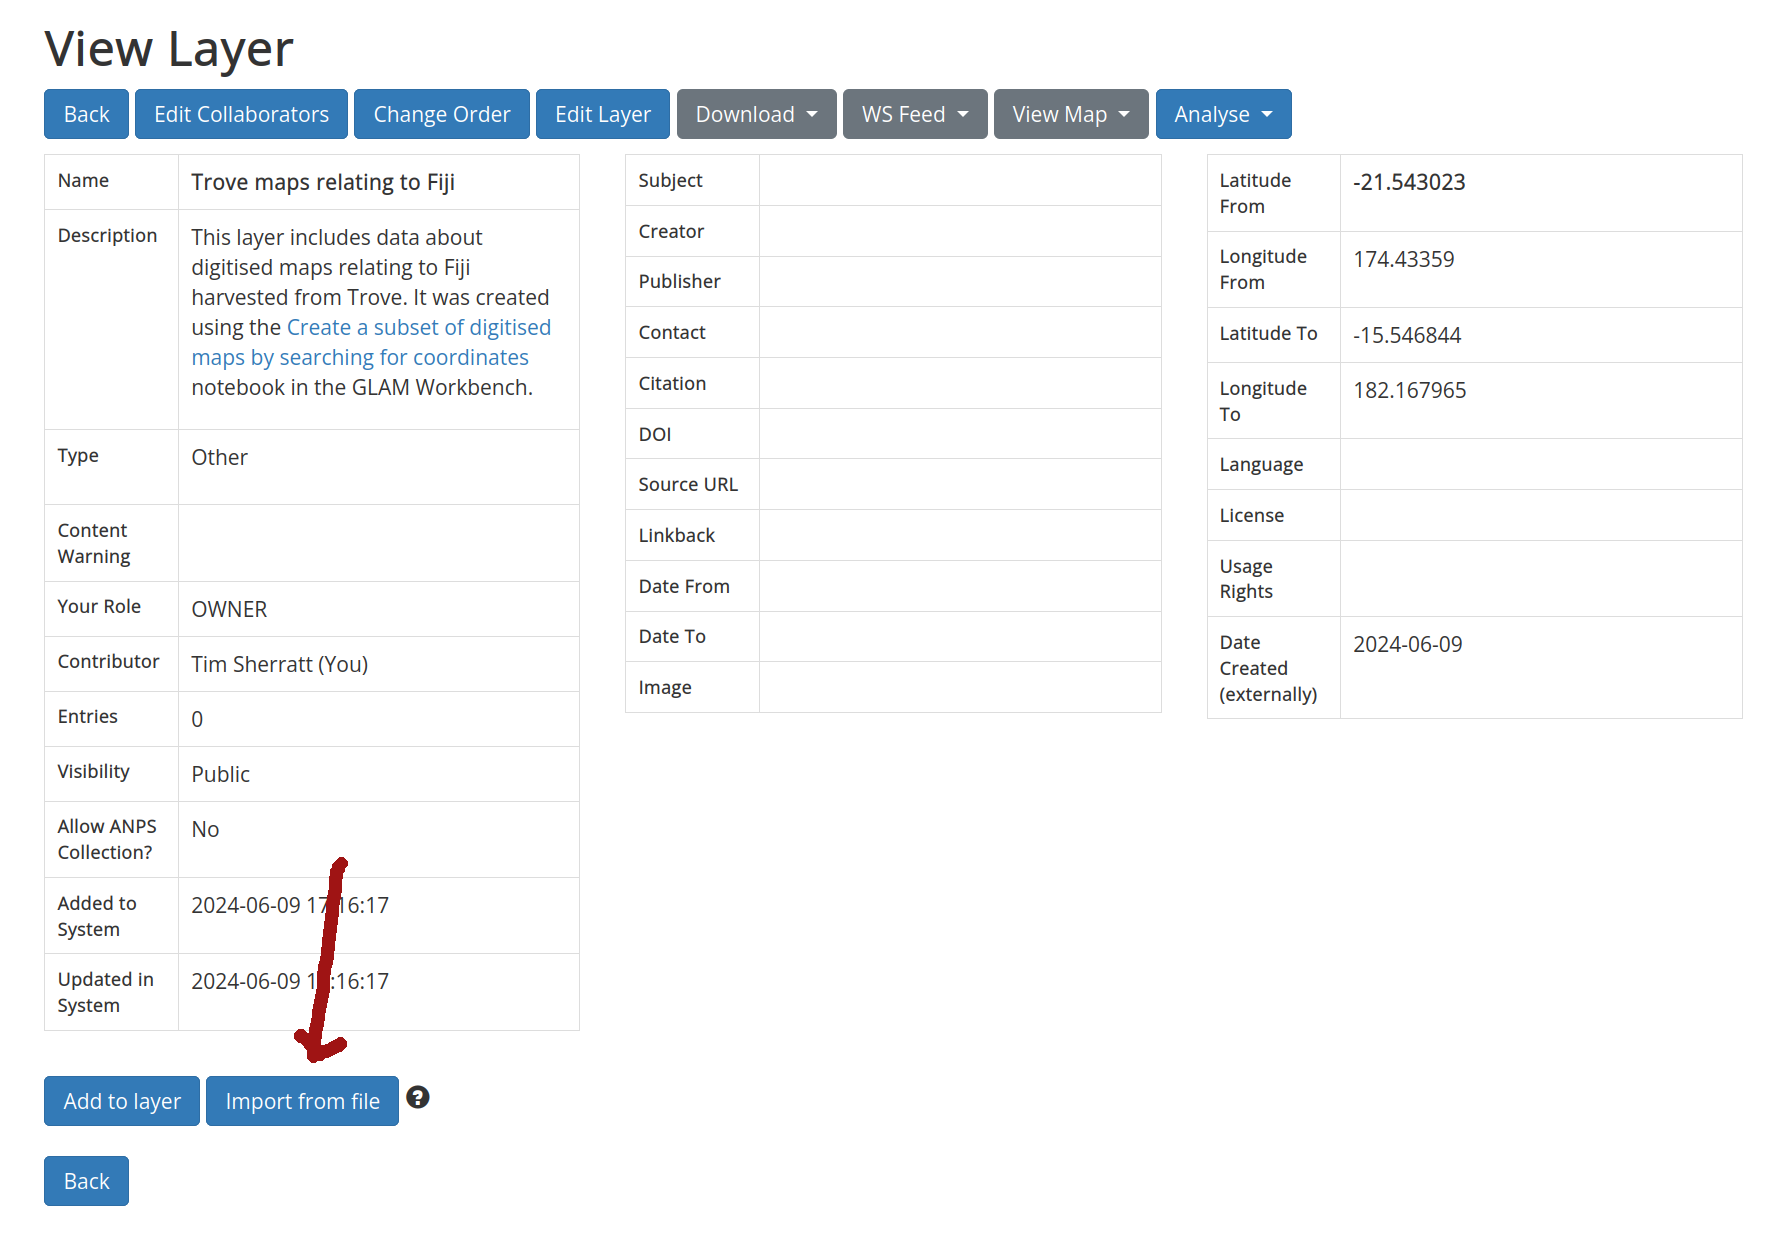 View Layer
Back Edit Collaborators Change Order Edit Layer Download WS Feed View Map Analyse
Name Trove maps relating to Fiji
Description This layer includes data about
digitised maps relating to Fiji
harvested from Trove. It was created
using the Create a subset of digitised
maps by searching for coordinates
notebook in the GLAM Workbench.
Type Other
Content
Warning
Your Role OWNER
Contributor Tim Sherratt (You)
Entries 0
Visibility Public
Allow ANPS No
Collection?
Added to 2024-06-09 17:16:17
System
Updated in 2024-06-09 17:16:17
System
Subject
Creator
Publisher
Contact
Citation
DOI
Source URL
Linkback
Date From
Date To
Image
Latitude -21.543023
From
Longitude 174.43359
From
Latitude To -15.546844
Longitude 182.167965
To
Language
License
Usage
Rights
Date 2024-06-09
Created
(externally)
Add to layer Import from file ?
Back